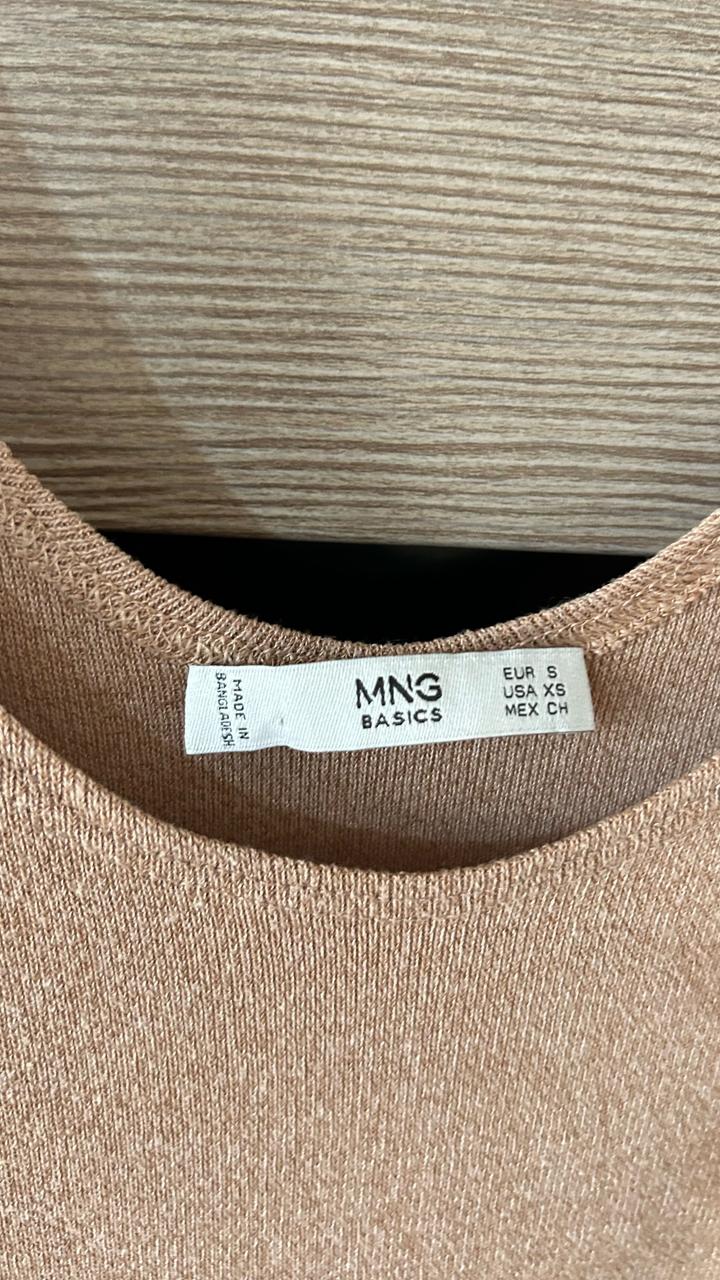 MADE IN
BANGLADESH
MNG
BASICS
EUR S
USA XS
MEX CH